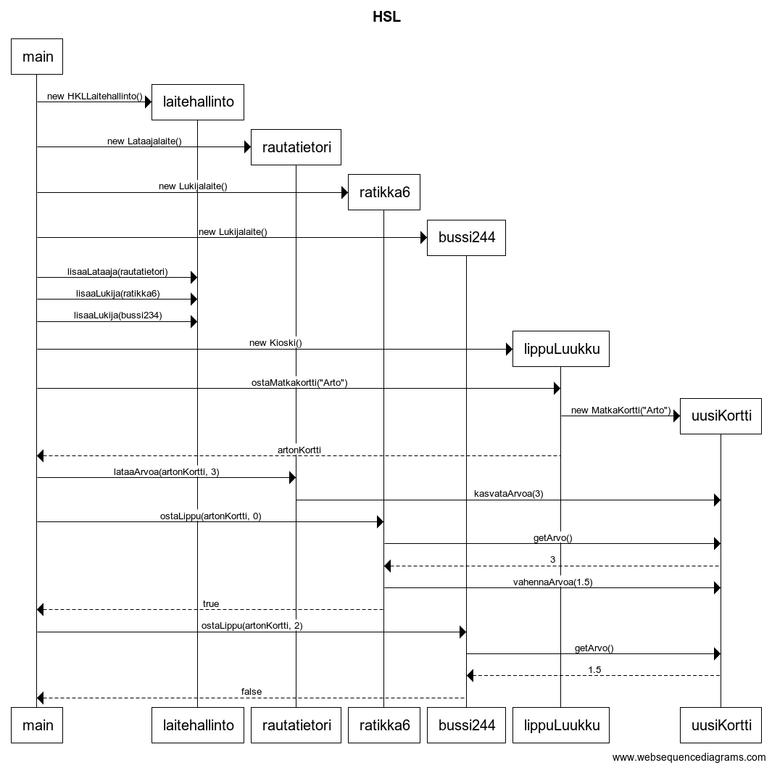 HSL
main
new HKLLaitehallinto()
laitehallinto
new Lataajalaite()
rautatietori
new Lukijalaite()
ratikka6
new Lukijalaite()
bussi244
lisaaLataaja(rautatietori)
lisaaLukija(ratikka6)
lisaaLukija(bussi234)
new Kioski()
lippuLuukku
ostaMatkakortti("Arto")
new MatkaKortti("Arto")
uusiKortti
artonKortti
lataaArvoa(artonKortti, 3)
kasvataArvoa(3)
ostaLippu(artonKortti, 0)
getArvo()
3
vahennaArvoa(1.5)
true
ostaLippu(artonKortti, 2)
getArvo()
1.5
false
main laitehallinto rautatietori ratikka6 bussi244 lippuLuukku uusiKortti
www.websequencediagrams.com